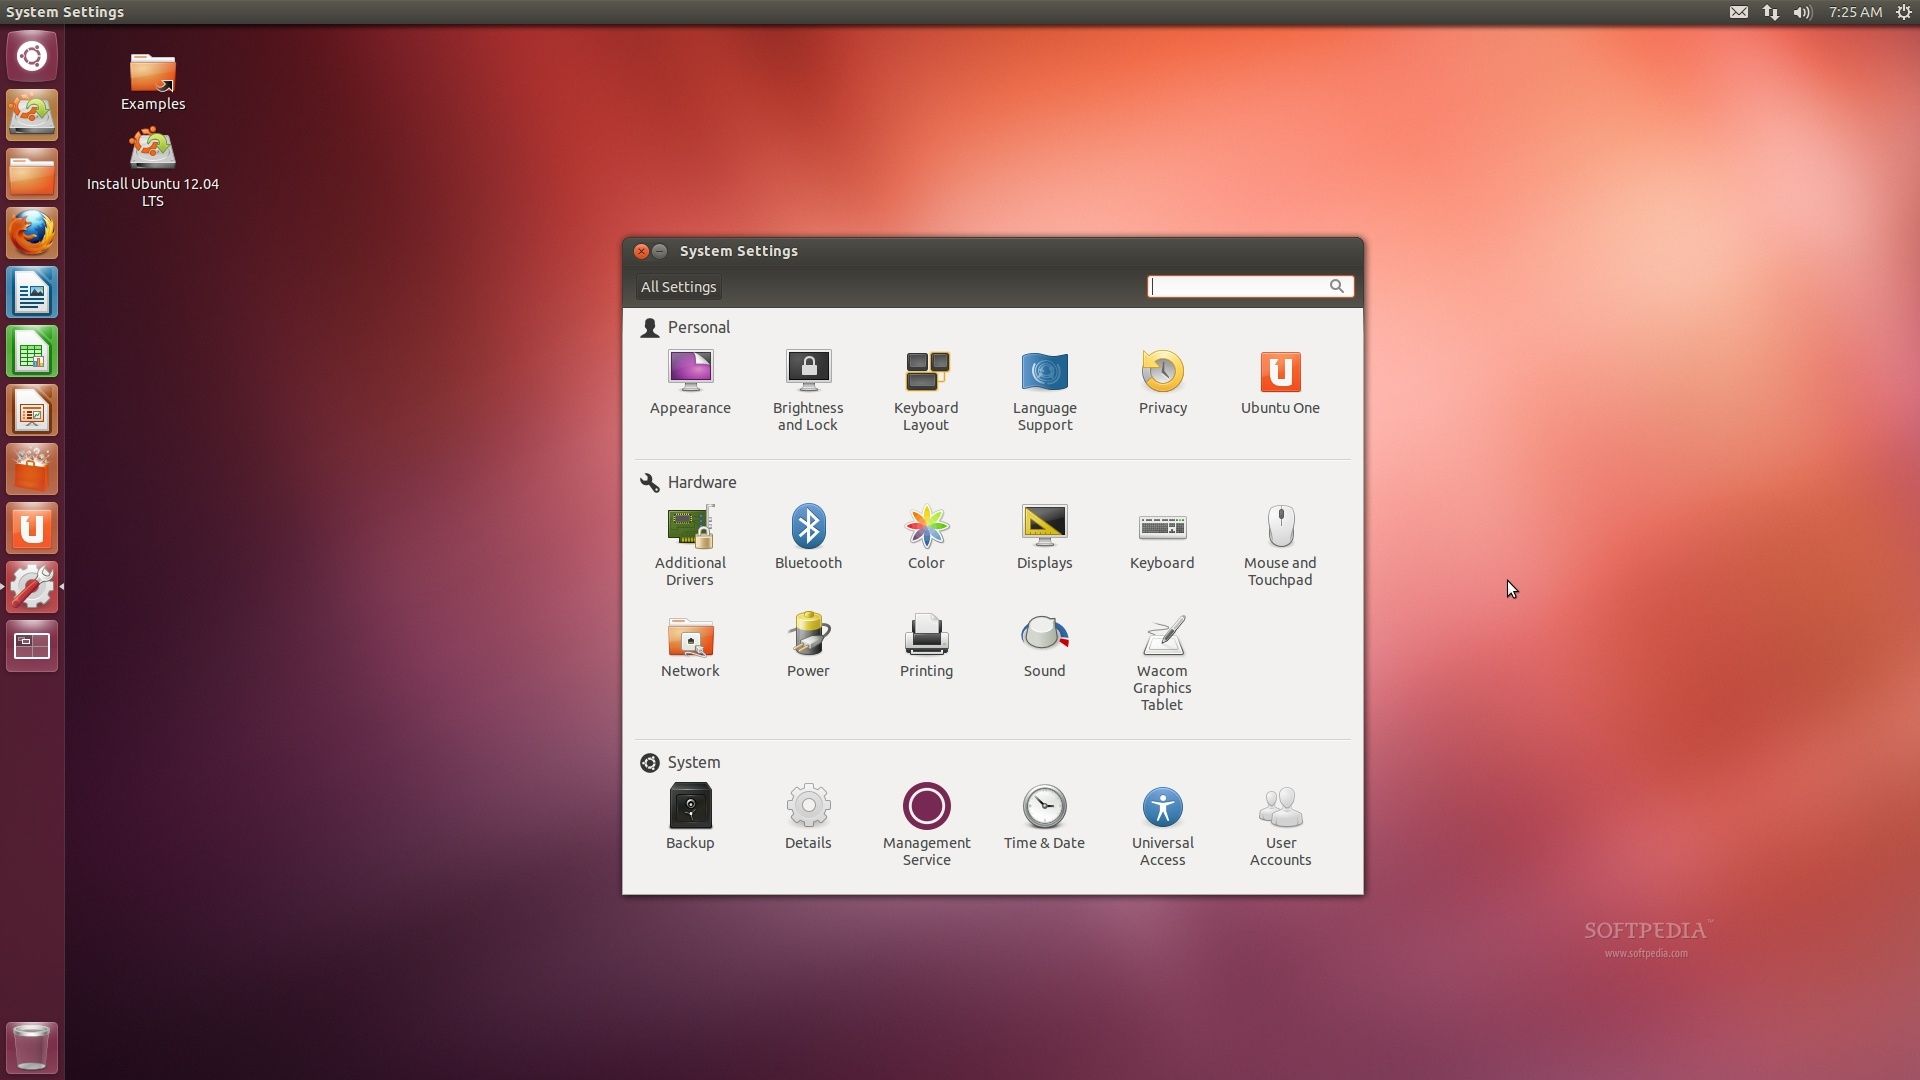 System Settings
7:25 AM
Examples
Install Ubuntu 12.04
LTS
System Settings
All Settings
Personal
Appearance
Brightness
and Lock
Keyboard
Layout
Language
Support
Privacy
Ubuntu One
Hardware
Additional
Drivers
Bluetooth
Color
Displays
Keyboard
Mouse and
Touchpad
Network
Power
Printing
Sound
Wacom
Graphics
Tablet
System
Backup
Details
Management
Service
Time & Date
Universal
Access
User
Accounts
SOFTPEDIA™
www.softpedia.com